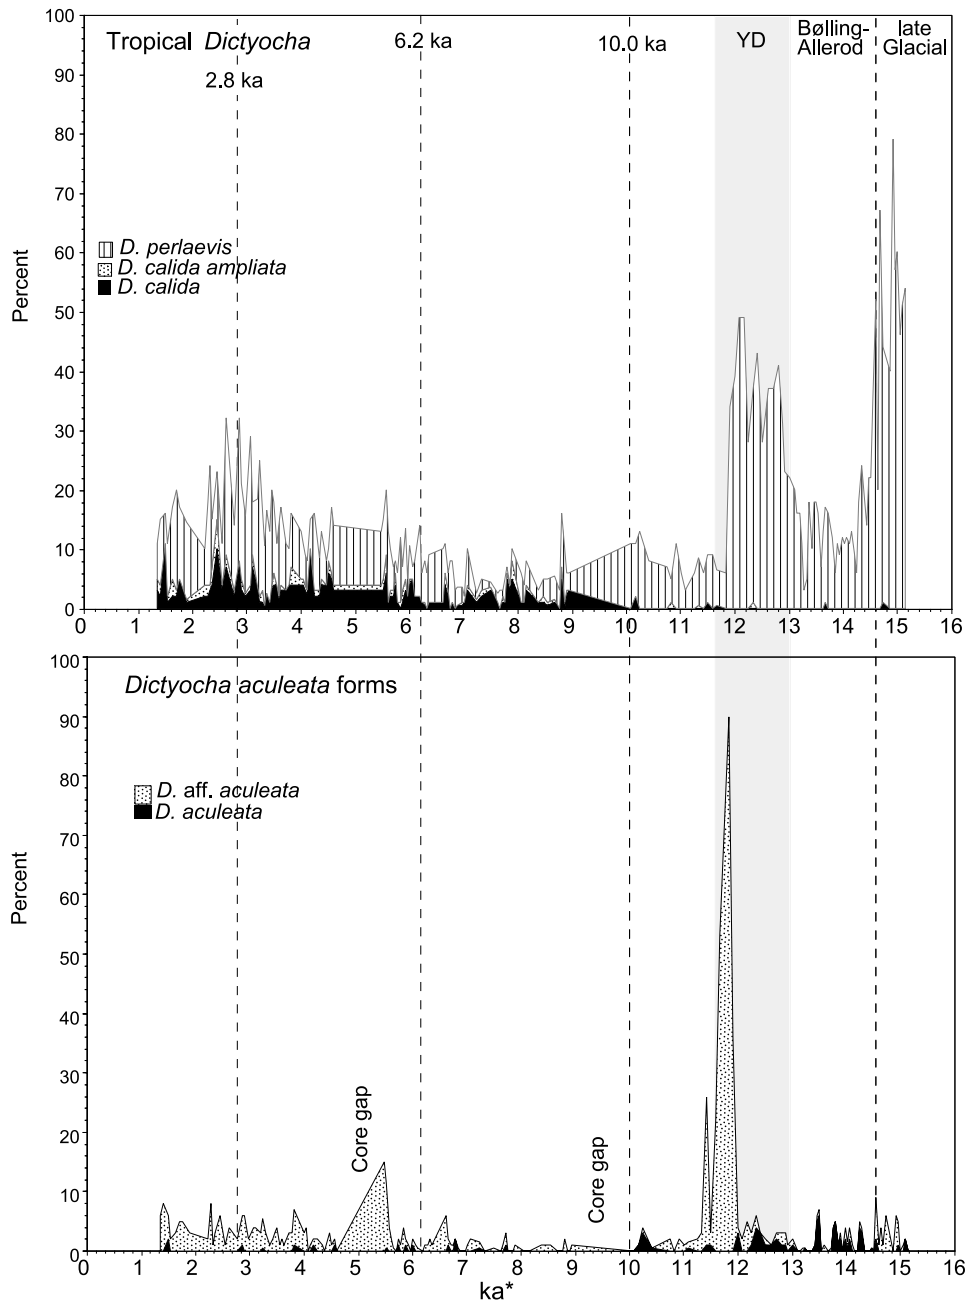 Tropical Dictyocha
2.8 ka
6.2 ka
10.0 ka
YD
Bølling-
Allerod
late
Glacial
100
90
80
70
60
50
40
30
20
10
0
Percent
D. perlaevis
D. calida ampliata
D. calida
0 1 2 3 4 5 6 7 8 9 10 11 12 13 14 15 16
Dictyocha aculeata forms
100
90
80
70
60
50
40
30
20
10
0
Percent
D. aff. aculeata
D. aculeata
Core gap
Core gap
0 1 2 3 4 5 6 7 8 9 10 11 12 13 14 15 16
ka*